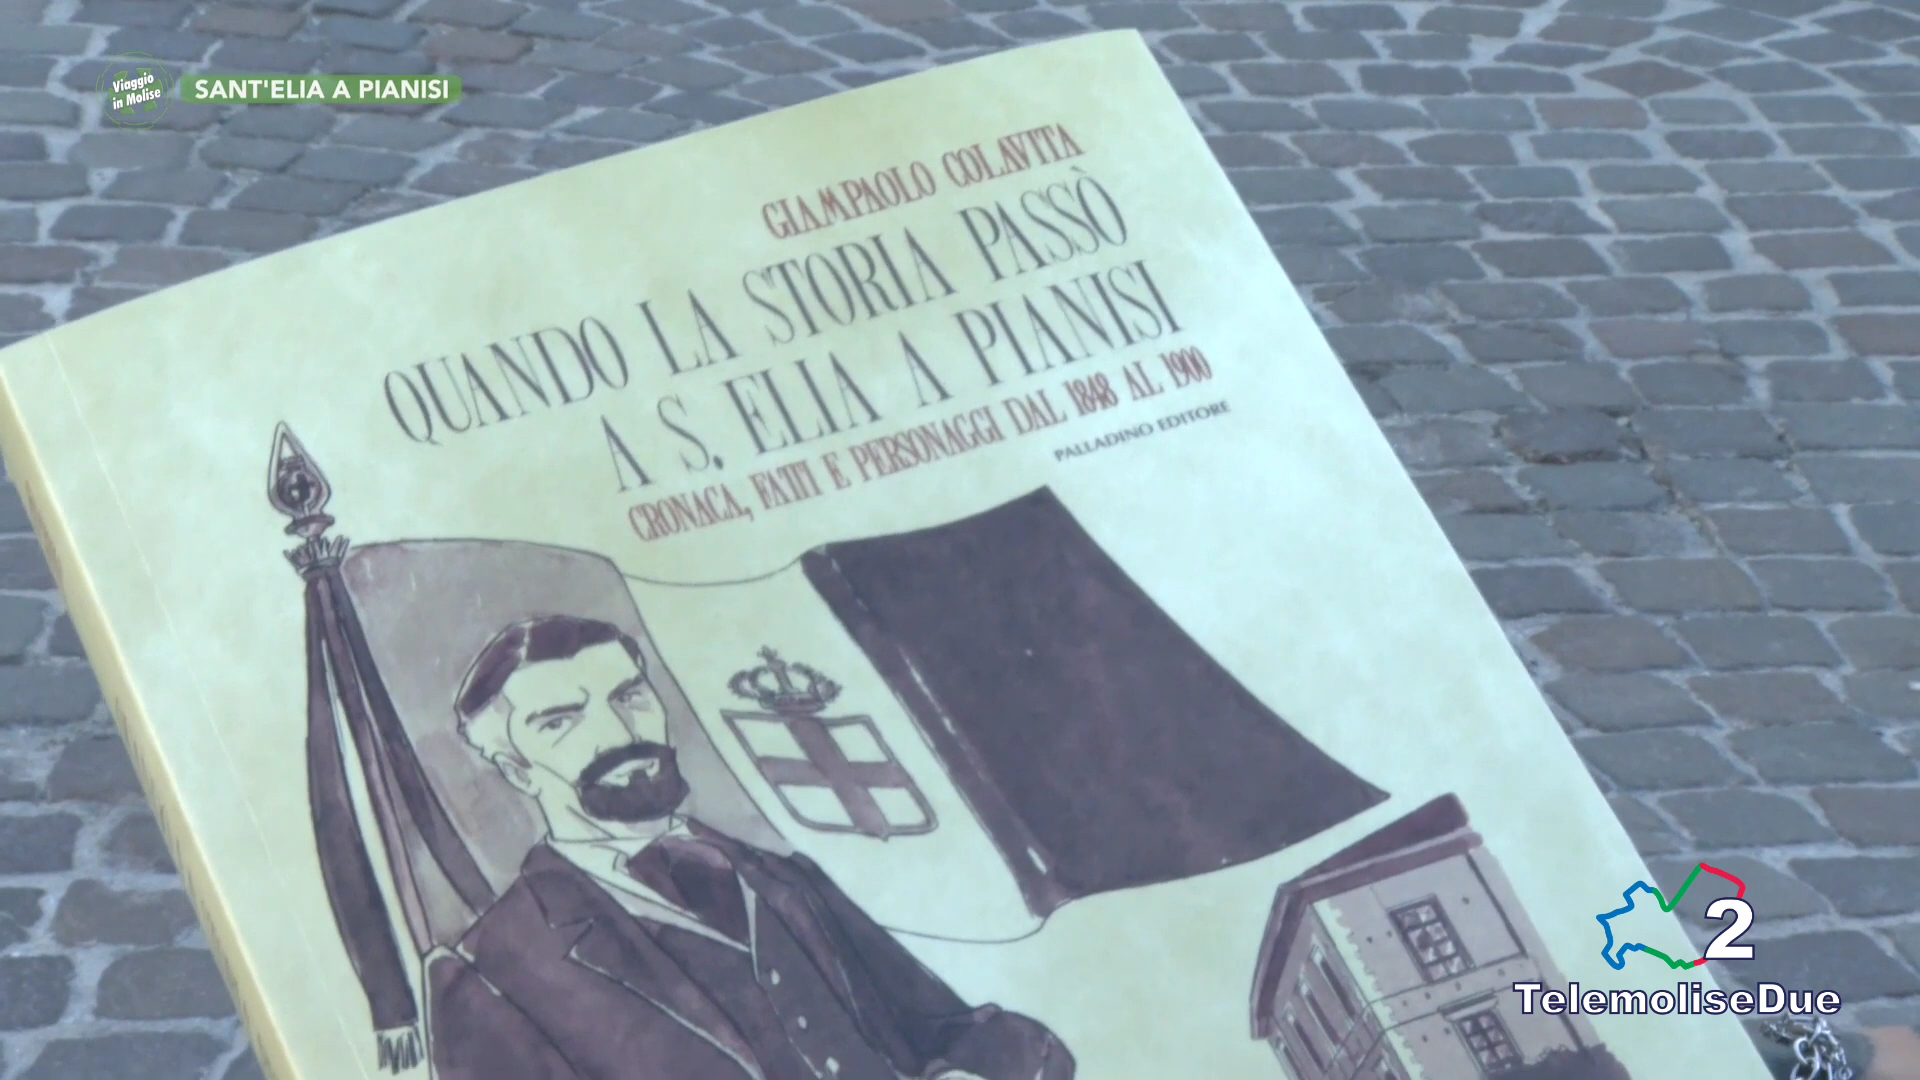 Viaggio
in Molise
SANT'ELIA A PIANISI
GIAMPAOLO COLAVITA
QUANDO LA STORIA PASSÒ
A S. ELIA A PIANISI
CRONACA, FATTI E PERSONAGGI DAL 1848 AL 1900
PALLADINO EDITORE
2
TelemoliseDue